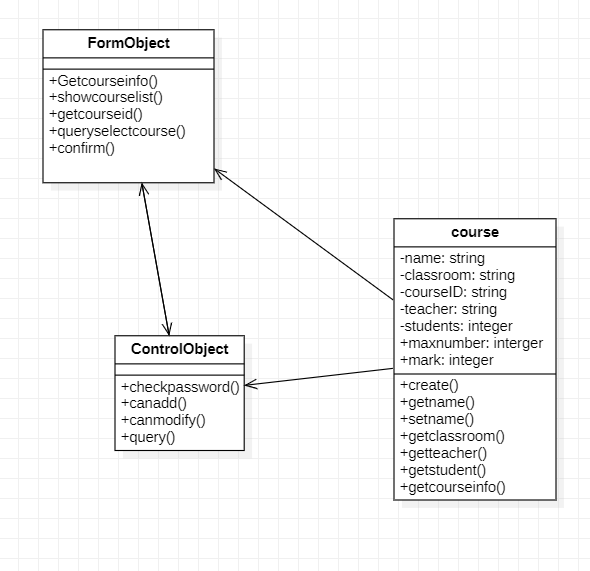 FormObject
+Getcourseinfo()
+showcourselist()
+getcourseid()
+queryselectcourse()
+confirm()
course
-name: string
-classroom: string
-courseID: string
-teacher: string
-students: integer
+maxnumber: interger
+mark: integer
+create()
+getname()
+setname()
+getclassroom()
+getteacher()
+getstudent()
+getcourseinfo()
ControlObject
+checkpassword()
+canadd()
+canmodify()
+query()